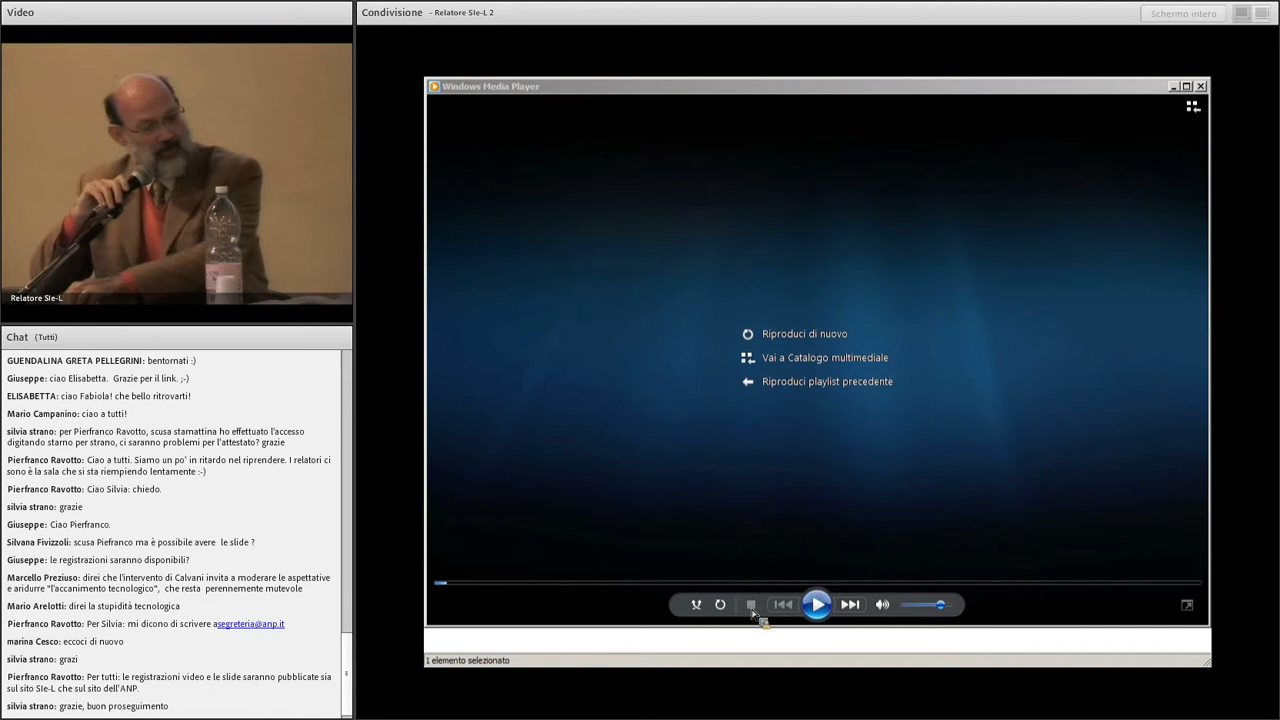 Video
Condivisione - Relatore SIe-L 2
Schermo intero
Windows Media Player
Relatore SIe-L
Riproduci di nuovo
Vai a Catalogo multimediale
Riproduci playlist precedente
1 elemento selezionato
Chat (Tutti)
GUENDALINA GRETA PELLEGRINI: bentornati :)
Giuseppe: ciao Elisabetta. Grazie per il link. ;-)
ELISABETTA: ciao Fabiola! che bello ritrovarti!
Mario Campanino: ciao a tutti!
silvia strano: per Pierfranco Ravotto, scusa stamattina ho effettuato l'accesso
digitando starno per strano, ci saranno problemi per l'attestato? grazie
Pierfranco Ravotto: Ciao a tutti. Siamo un po' in ritardo nel riprendere. I relatori ci
sono è la sala che si sta riempiendo lentamente :-)
Pierfranco Ravotto: Ciao Silvia: chiedo.
silvia strano: grazie
Giuseppe: Ciao Pierfranco.
Silvana Fivizzoli: scusa Piefranco ma è possibile avere le slide ?
Giuseppe: le registrazioni saranno disponibili?
Marcello Preziuso: direi che l'intervento di Calvani invita a moderare le aspettative
e aridurre "l'accanimento tecnologico", che resta perennemente mutevole
Mario Arelotti: direi la stupidità tecnologica
Pierfranco Ravotto: Per Silvia: mi dicono di scrivere asegreteria@anp.it
marina Cesco: eccoci di nuovo
silvia strano: grazi
Pierfranco Ravotto: Per tutti: le registrazioni video e le slide saranno pubblicate sia
sul sito SIe-L che sul sito dell'ANP.
silvia strano: grazie, buon proseguimento